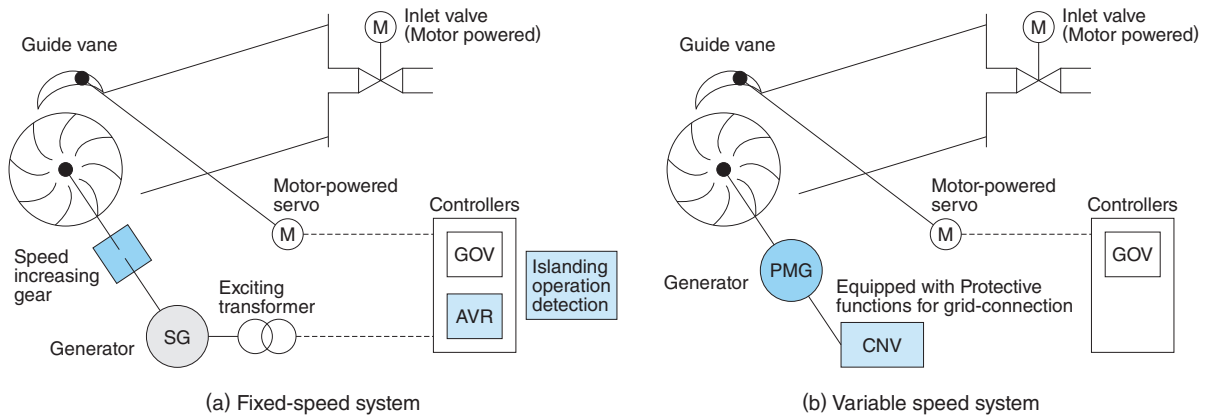 Guide vane
M
Inlet valve
(Motor powered)
Motor-powered
servo
M
Controllers
GOV
AVR
Islanding
operation
detection
Speed
increasing
gear
Exciting
transformer
Generator
SG
(a) Fixed-speed system
Guide vane
M
Inlet valve
(Motor powered)
Motor-powered
servo
M
Controllers
GOV
Generator
PMG
Equipped with Protective
functions for grid-connection
CNV
(b) Variable speed system